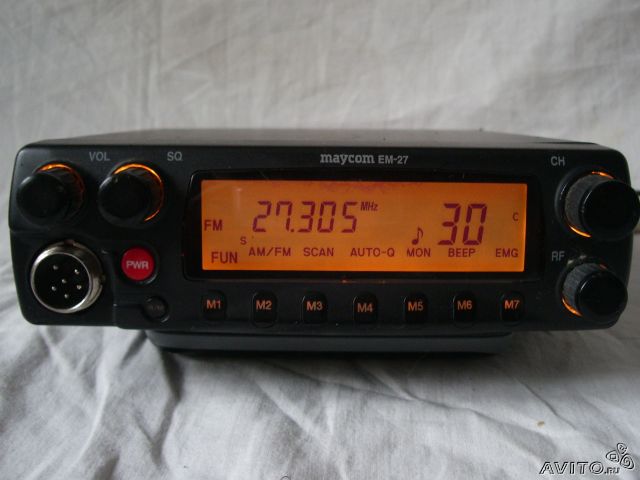 VOL SQ maycom EM-27 CH
27.305 MHz 30 C
FM
S
FUN AM/FM SCAN AUTO-Q MON BEEP EMG
RF
PWR
M1 M2 M3 M4 M5 M6 M7
AVITO.ru